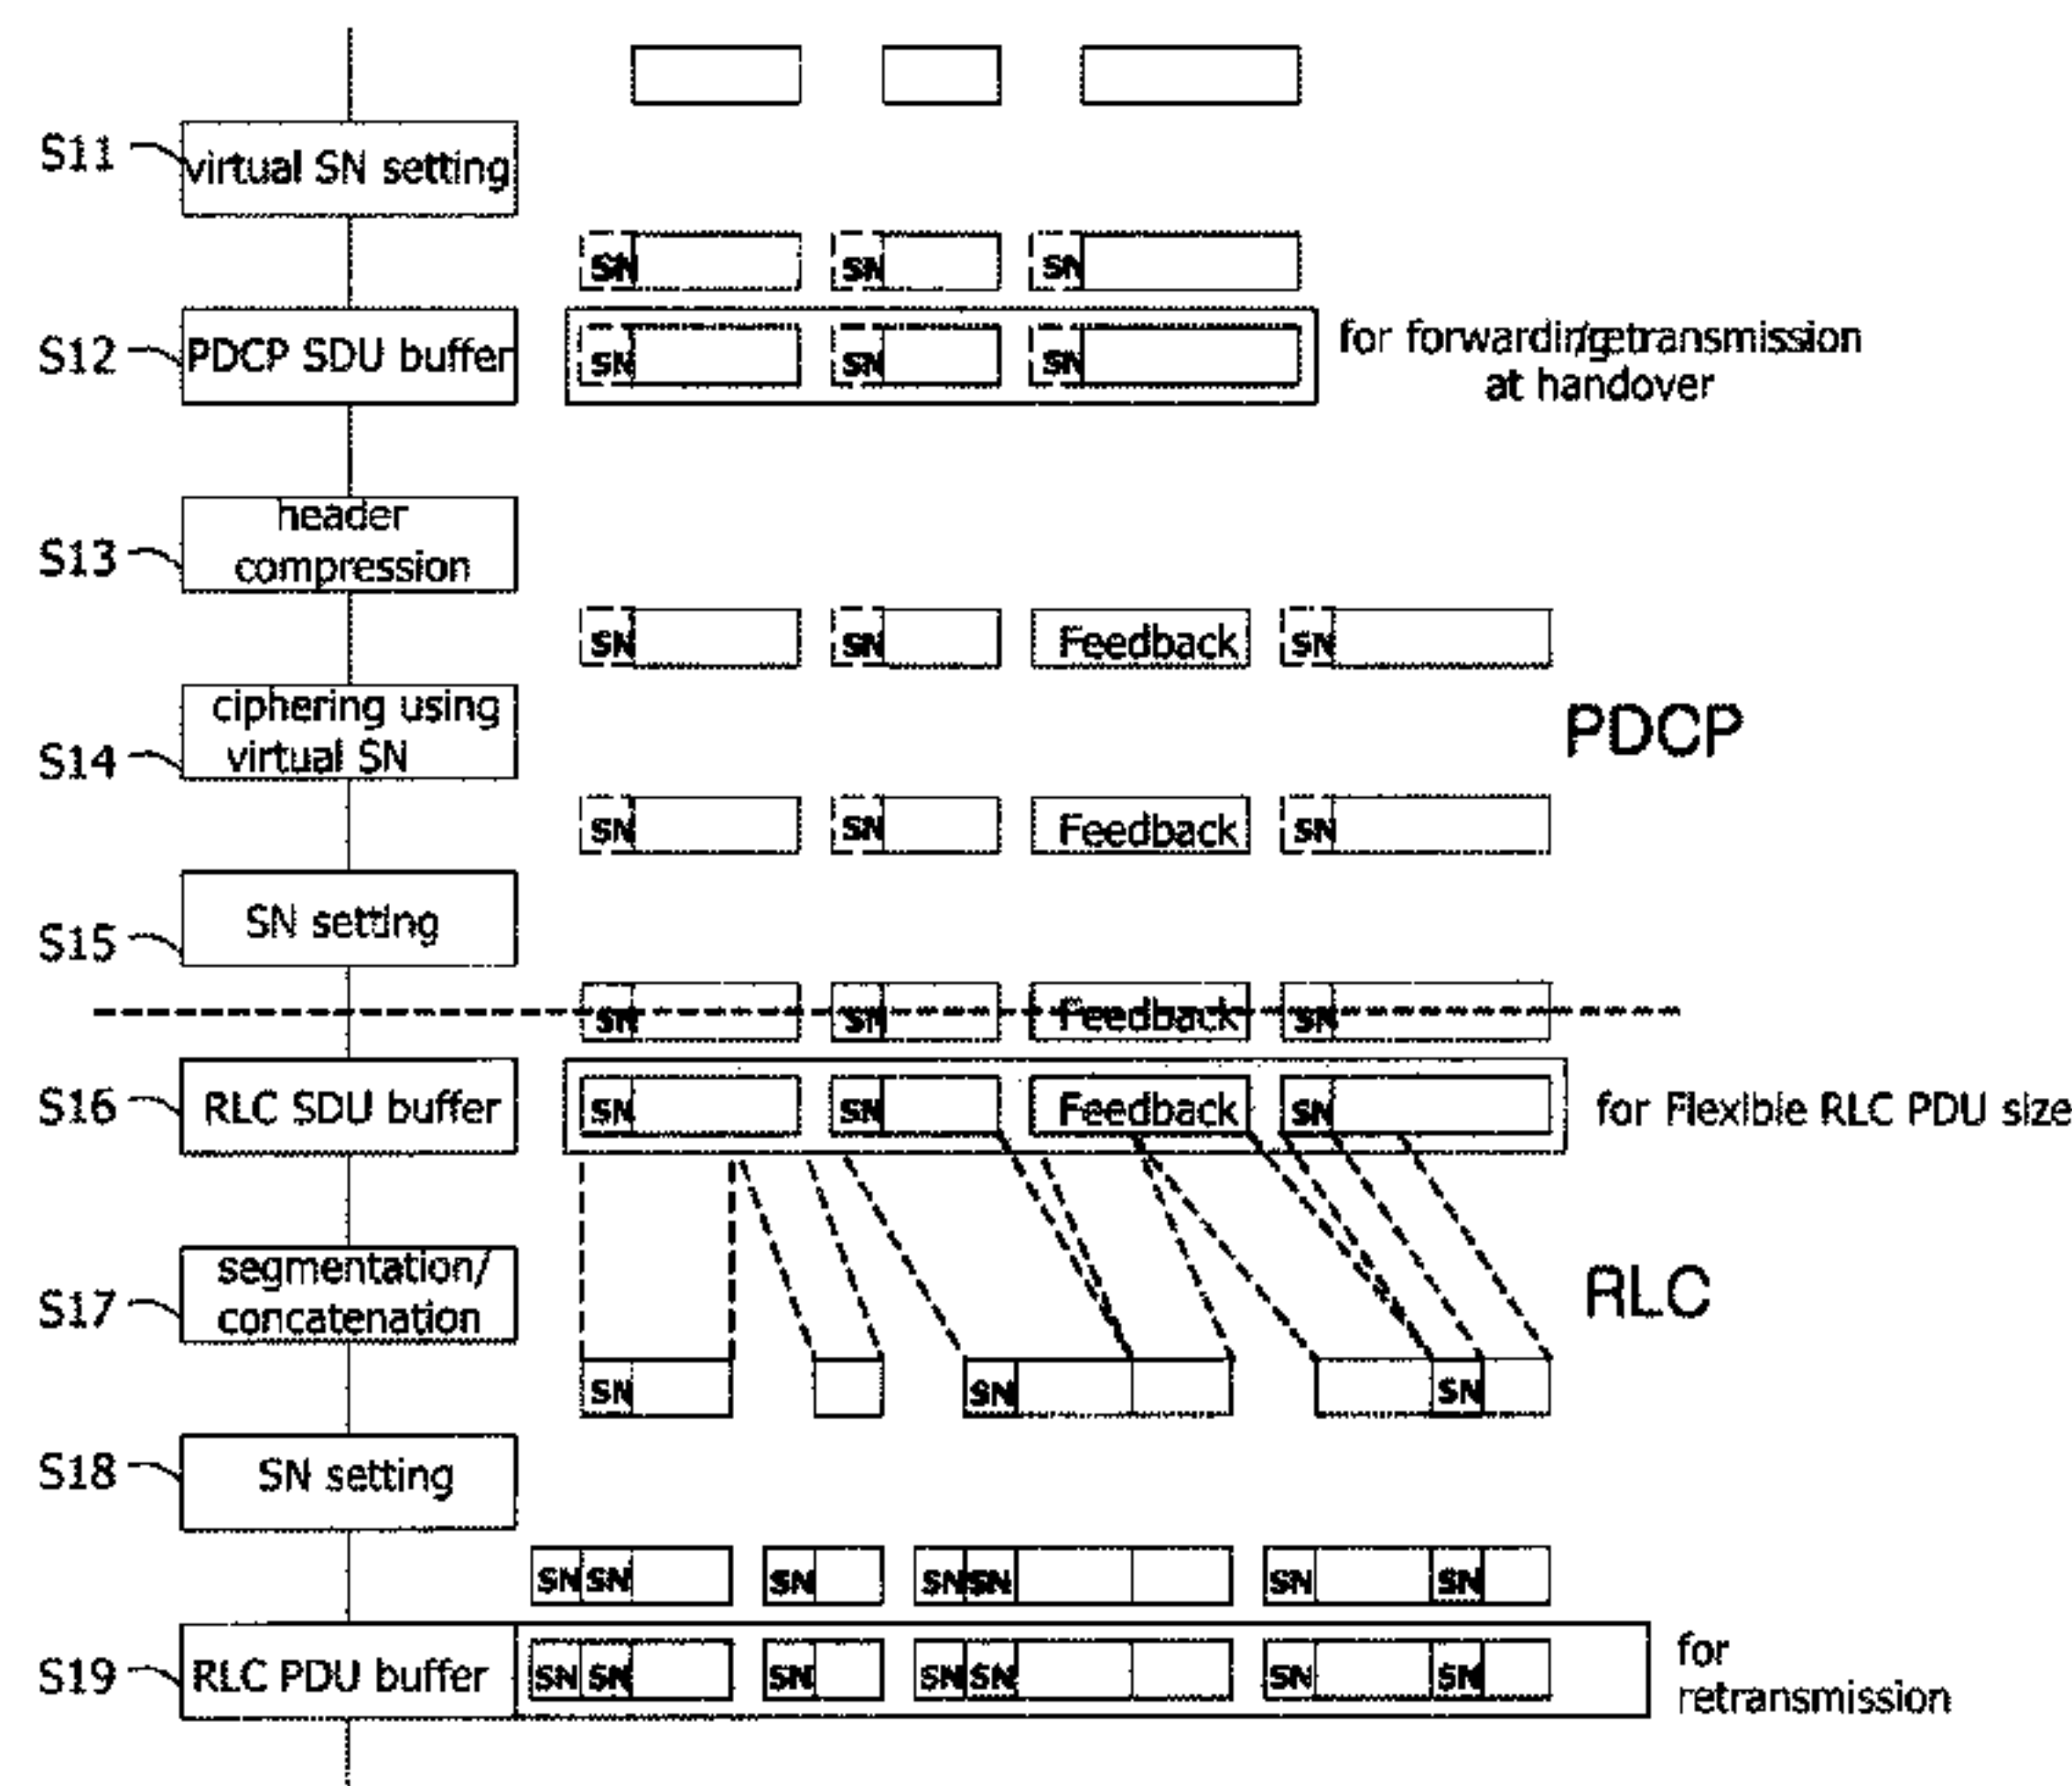 S11
virtual SN setting
SN SN SN
S12
PDCP SDU buffer
SN SN SN
for forwarding/retransmission
at handover
S13
header
compression
SN SN Feedback SN
S14
ciphering using
virtual SN
PDCP
SN SN Feedback SN
S15
SN setting
SN SN Feedback SN
S16
RLC SDU buffer
SN SN Feedback SN
for Flexible RLC PDU size
S17
segmentation/
concatenation
RLC
SN SN SN
S18
SN setting
SN SN SN SN SN SN SN
S19
RLC PDU buffer
SN SN SN SN SN SN SN
for
retransmission